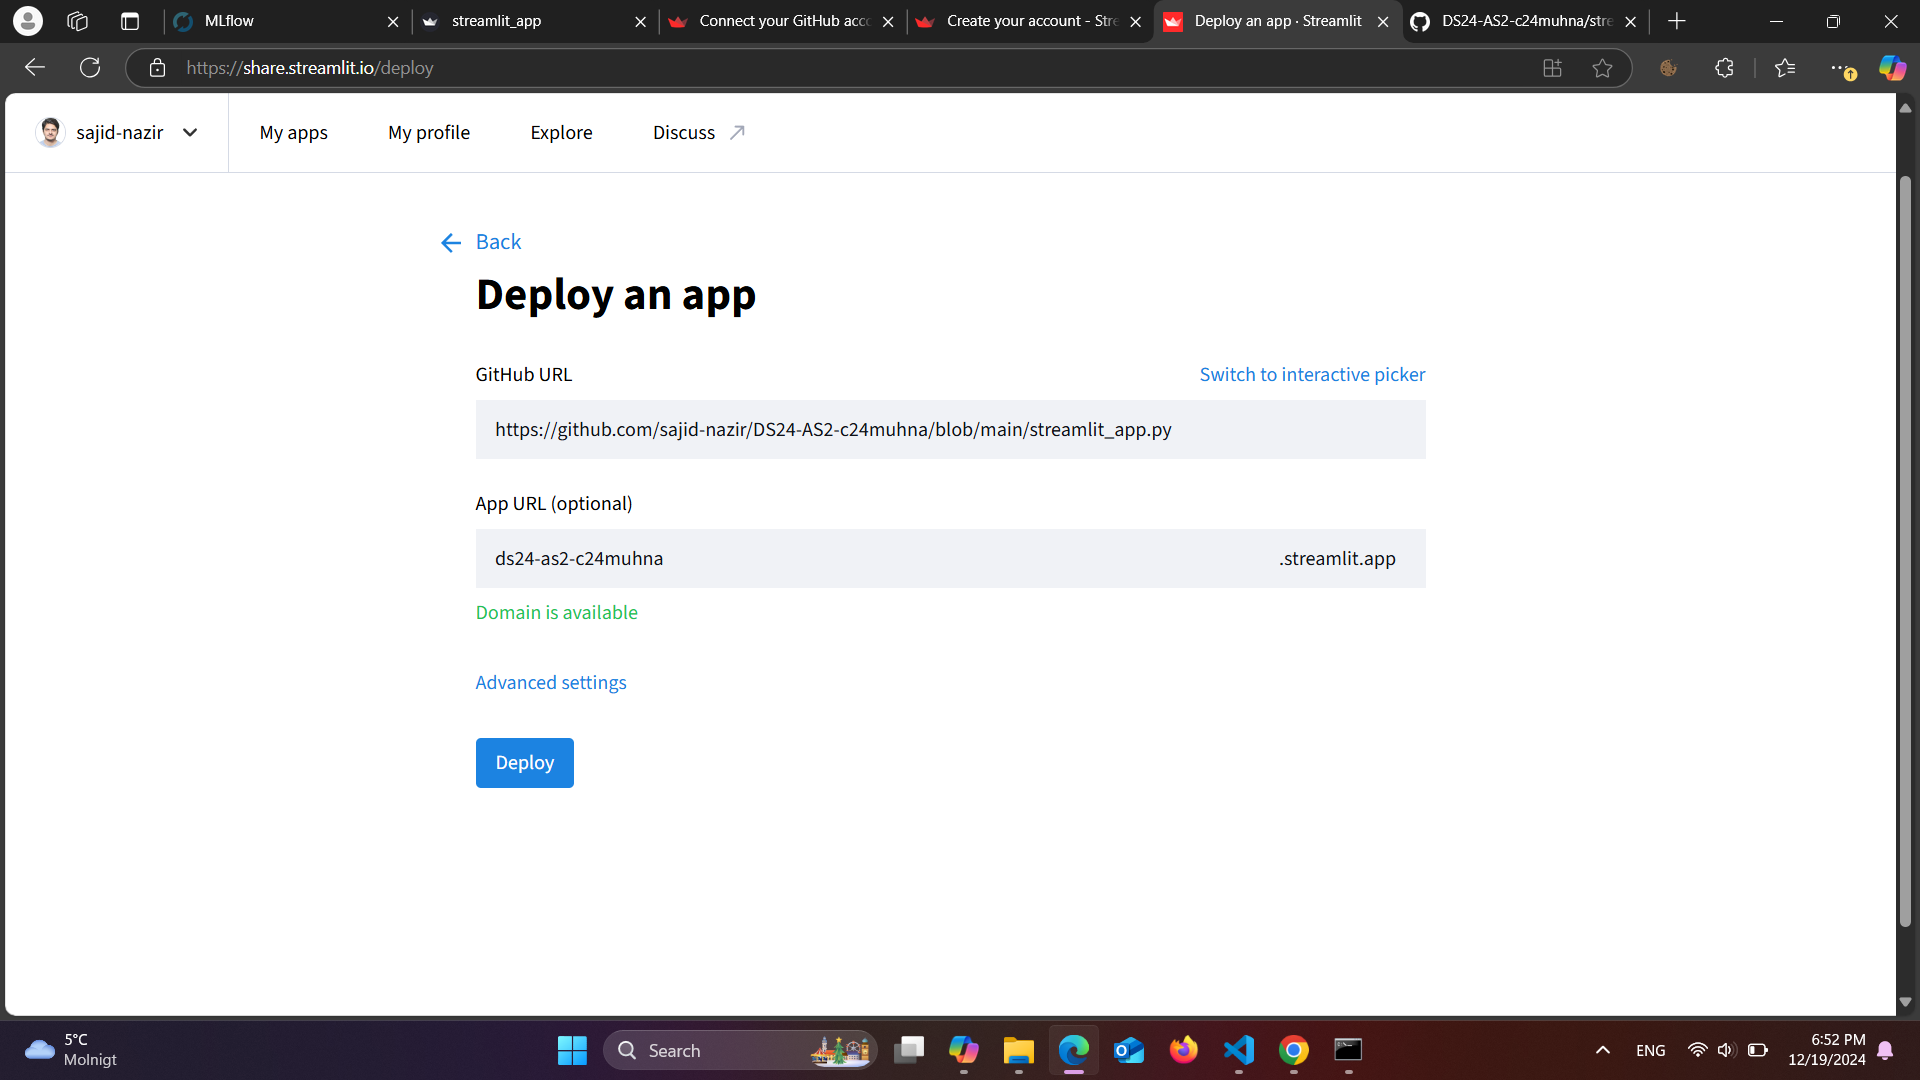 MLflow
streamlit_app
Connect your GitHub acc
Create your account - Stre
Deploy an app · Streamlit
DS24-AS2-c24muhna/stre
https://share.streamlit.io/deploy
sajid-nazir
My apps
My profile
Explore
Discuss
Back
Deploy an app
GitHub URL
Switch to interactive picker
https://github.com/sajid-nazir/DS24-AS2-c24muhna/blob/main/streamlit_app.py
App URL (optional)
ds24-as2-c24muhna
.streamlit.app
Domain is available
Advanced settings
Deploy
5°C
Molnigt
Search
ENG
6:52 PM
12/19/2024